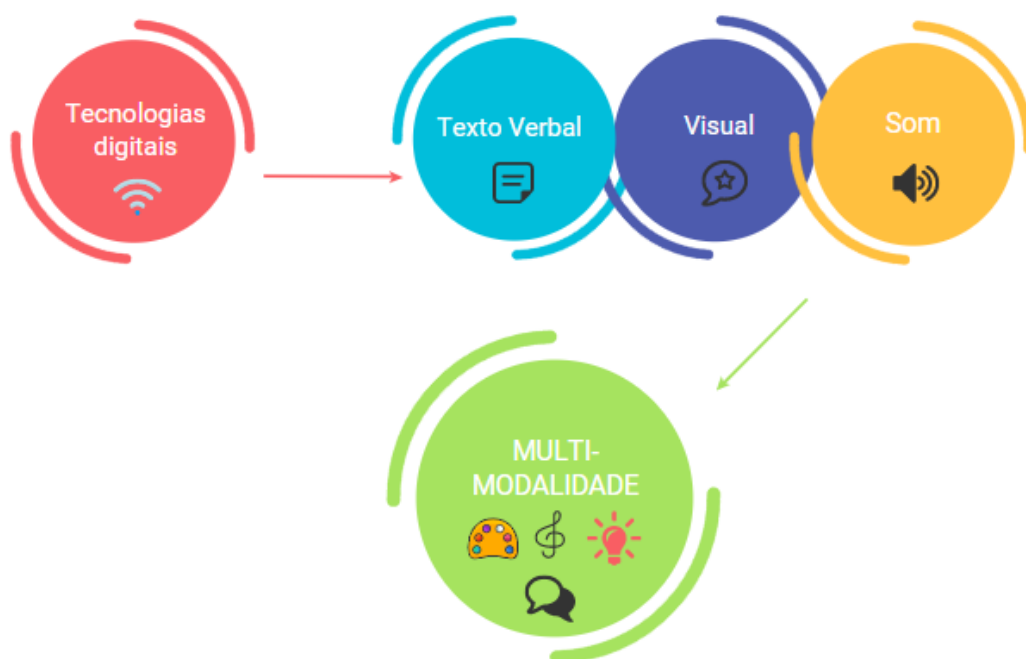 Tecnologias
digitais
Texto Verbal
Visual
Som
MULTI-
MODALIDADE